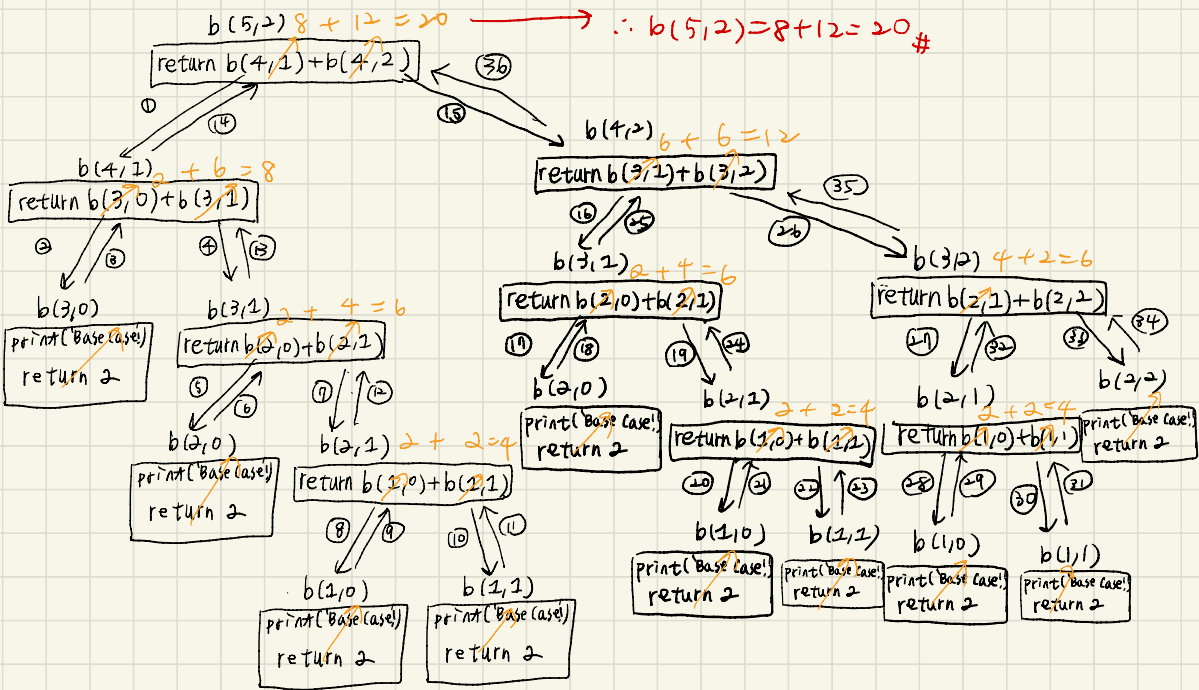 b(5,2) 8 + 12 = 20 ∴ b(5,2)=8+12=20#
return b(4,1)+b(4,2)
① ⑭ ⑮ ㊱
b(4,1) 2 + 6 = 8
return b(3,0)+b(3,1)
b(4,2) 6 + 6 = 12
return b(3,1)+b(3,2)
② ③ ④ ⑬
⑯ ㉕ ㉖ ㉟
b(3,0)
print('Base Case!')
return 2
b(3,1) 2 + 4 = 6
return b(2,0)+b(2,1)
b(3,1) 2 + 4 = 6
return b(2,0)+b(2,1)
b(3,2) 4 + 2 = 6
return b(2,1)+b(2,2)
⑤ ⑥ ⑦ ⑫
⑰ ⑱ ⑲ ㉔
㉗ ㉜ ㉝ ㉞
b(2,0)
print('Base Case!')
return 2
b(2,1) 2 + 2=4
return b(1,0)+b(1,1)
b(2,0)
print('Base Case!
return 2
b(2,1) 2 + 2=4
return b(1,0)+b(1,1)
b(2,1) 2+2=4
return b(1,0)+b(1,1)
b(2,2)
print('Base Case!
return 2
⑧ ⑨ ⑩ ⑪
⑳ ㉑ ㉒ ㉓
㉘ ㉙ ㉚ ㉛
b(1,0)
print('Base Case!)
return 2
b(1,1)
print('Base Case!)
return 2
b(1,0)
print('Base Case!
return 2
b(1,1)
print('Base Case!
return 2
b(1,0)
print('Base Case!
return 2
b(1,1)
print('Base Case!
return 2